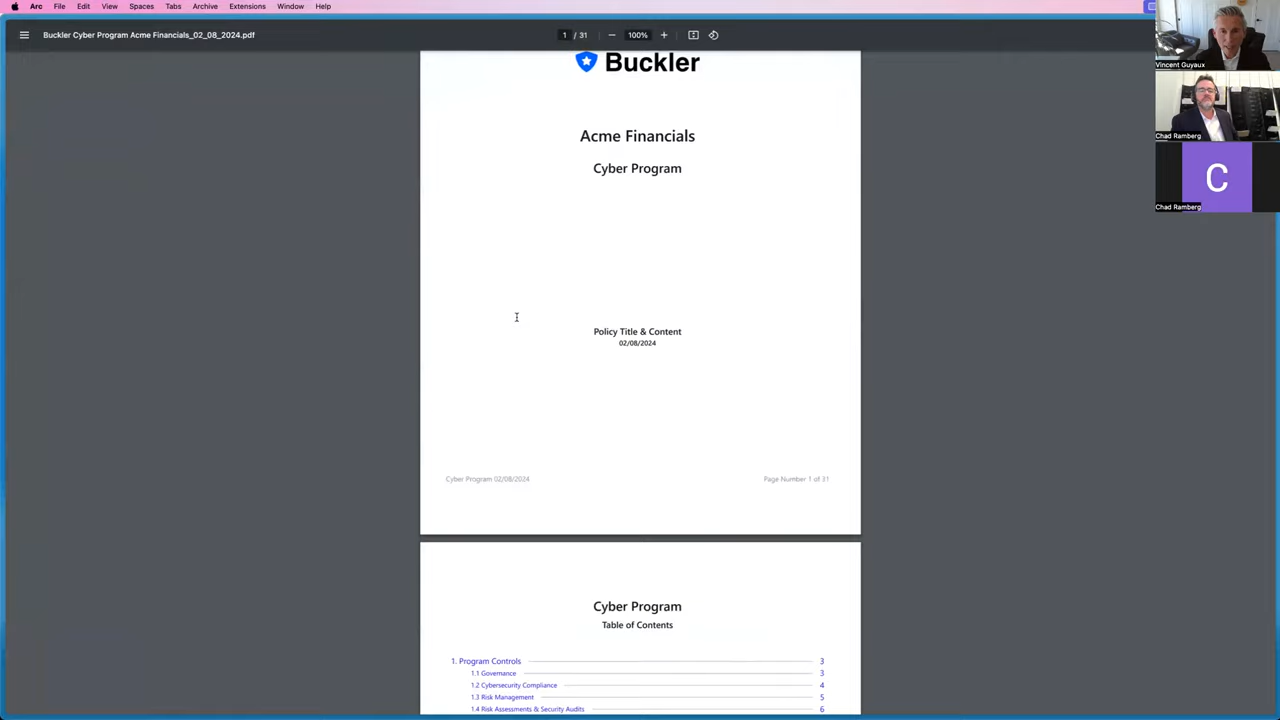 Arc File Edit View Spaces Tabs Archive Extensions Window Help
Buckler Cyber Program Acme Financials_02_08_2024.pdf
1 / 31
100%
Vincent Guyaux
Chad Ramberg
C
Chad Ramberg
Buckler
Acme Financials
Cyber Program
Policy Title & Content
02/08/2024
Cyber Program 02/08/2024 Page Number 1 of 31
Cyber Program
Table of Contents
1. Program Controls 3
1.1 Governance 3
1.2 Cybersecurity Compliance 4
1.3 Risk Management 5
1.4 Risk Assessments & Security Audits 6